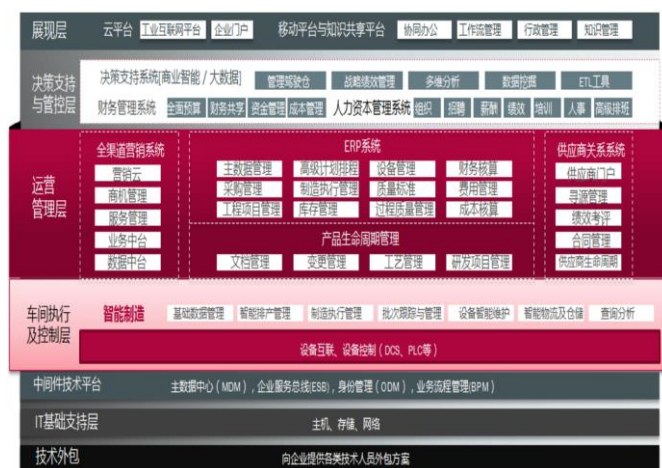 展现层 云平台 工业互联网平台 企业门户 移动平台与知识共享平台 协同办公 工作流管理 行政管理 知识管理
决策支持与管控层
决策支持系统[商业智能 / 大数据] 管理驾驶仓 战略绩效管理 多维分析 数据挖掘 ETL工具
财务管理系统 全面预算 财务共享 资金管理 成本管理 人力资本管理系统 组织 招聘 薪酬 绩效 培训 人事 高级排班
运营管理层
全渠道营销系统
营销云
商机管理
服务管理
业务中台
数据中台
ERP系统
主数据管理 高级计划排程 设备管理 财务核算
采购管理 制造执行管理 质量标准 费用管理
工程项目管理 库存管理 过程质量管理 成本核算
产品生命周期管理
文档管理 变更管理 工艺管理 研发项目管理
供应商关系系统
供应商门户
寻源管理
绩效考评
合同管理
供应商生命周期
车间执行及控制层
智能制造 基础数据管理 智能排产管理 制造执行管理 批次跟踪与管理 设备智能维护 智能物流及仓储 查询分析
设备互联、设备控制（DCS、PLC等）
中间件技术平台 主数据中心（MDM），企业服务总线(ESB)，身份管理（ODM），业务流程管理(BPM)
IT基础支持层 主机、存储、网络
技术外包 向企业提供各类技术人员外包方案